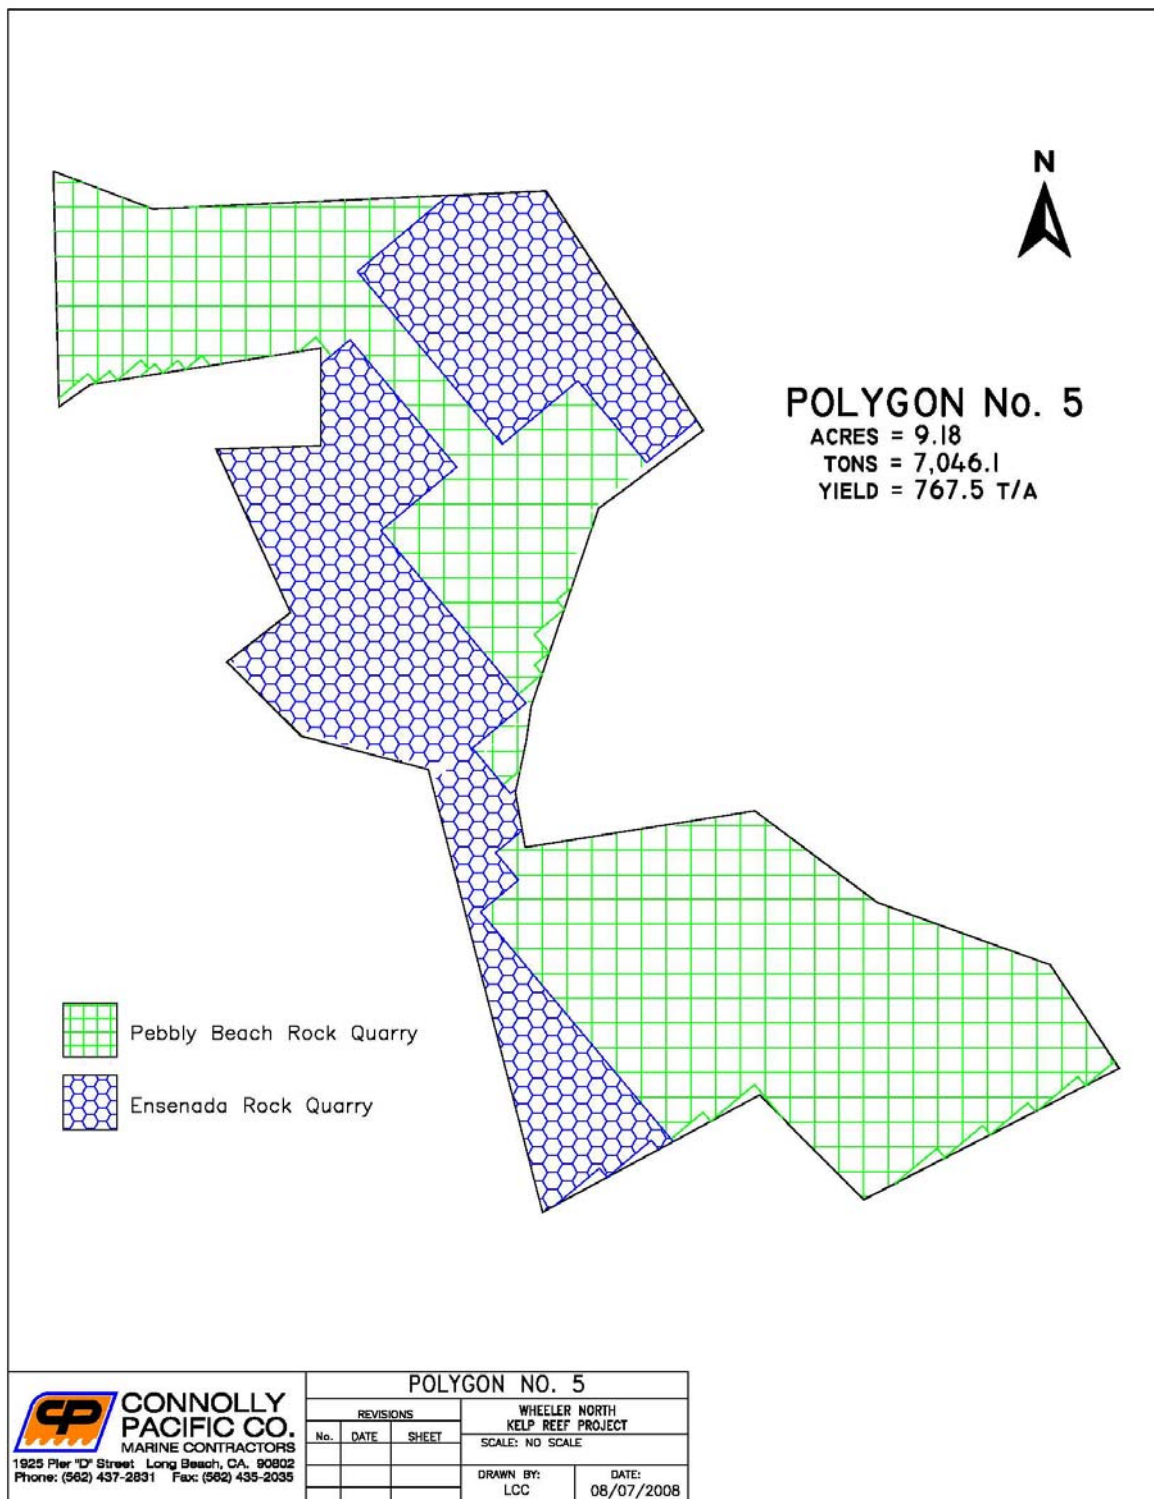 N
POLYGON No. 5
ACRES = 9.18
TONS = 7,046.1
YIELD = 767.5 T/A
Pebbly Beach Rock Quarry
Ensenada Rock Quarry
CP
CONNOLLY
PACIFIC CO.
MARINE CONTRACTORS
1925 Pier "D" Street Long Beach, CA. 90802
Phone: (562) 437-2831 Fax: (562) 435-2035
POLYGON NO. 5
REVISIONS
No. DATE SHEET
WHEELER NORTH
KELP REEF PROJECT
SCALE: NO SCALE
DRAWN BY:
LCC
DATE:
08/07/2008